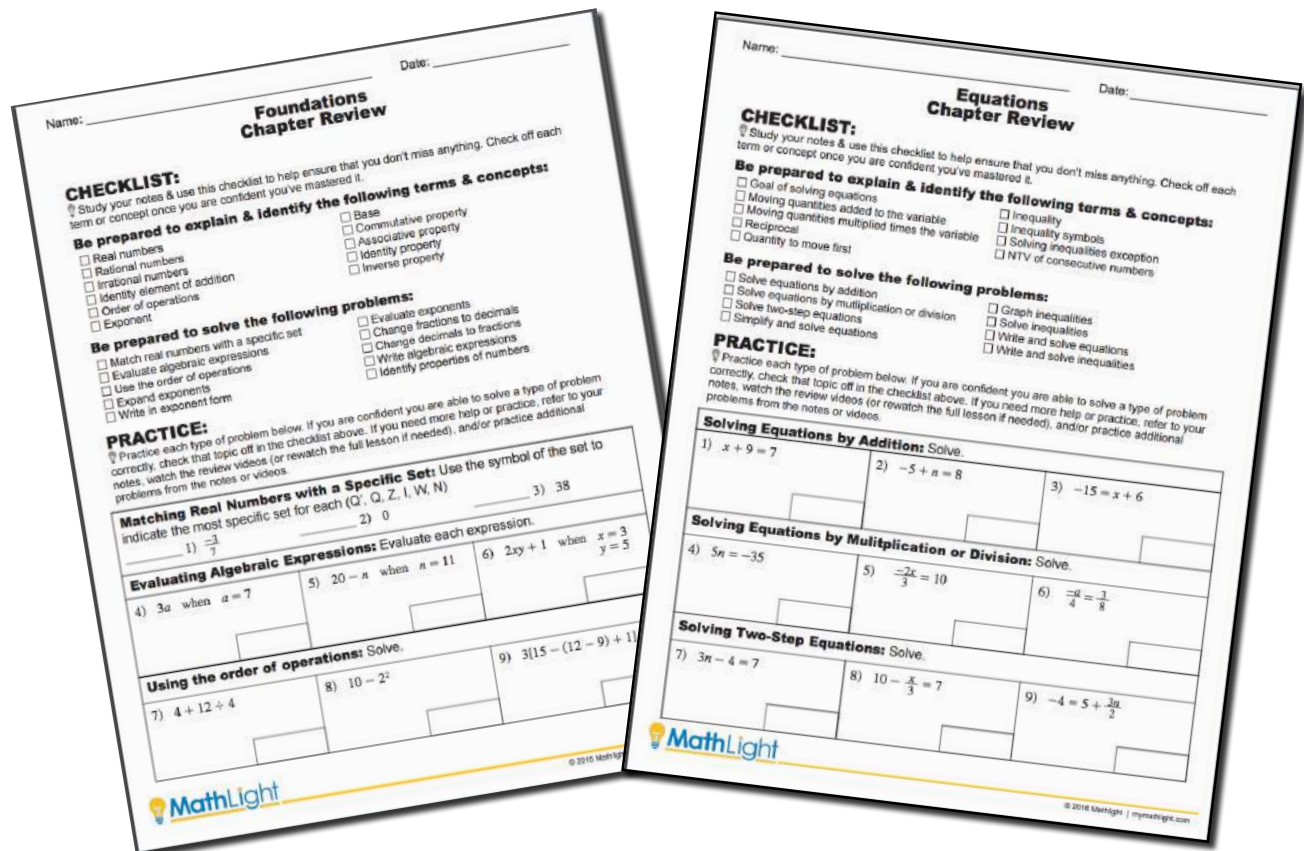 Name: Date:
Foundations
Chapter Review
CHECKLIST:
Study your notes & use this checklist to help ensure that you don't miss anything. Check off each
term or concept once you are confident you've mastered it.
Be prepared to explain & identify the following terms & concepts:
Real numbers
Rational numbers
Irrational numbers
Identity element of addition
Order of operations
Exponent
Base
Commutative property
Associative property
Identity property
Inverse property
Be prepared to solve the following problems:
Match real numbers with a specific set
Evaluate algebraic expressions
Use the order of operations
Expand exponents
Write in exponent form
Evaluate exponents
Change fractions to decimals
Change decimals to fractions
Write algebraic expressions
Identify properties of numbers
PRACTICE:
Practice each type of problem below. If you are confident you are able to solve a type of problem
correctly, check that topic off in the checklist above. If you need more help or practice, refer to your
notes, watch the review videos (or rewatch the full lesson if needed), and/or practice additional
problems from the notes or videos.
Matching Real Numbers with a Specific Set: Use the symbol of the set to
indicate the most specific set for each (Q', Q, Z, I, W, N)
1) -3/7 2) 0 3) 38
Evaluating Algebraic Expressions: Evaluate each expression.
4) 3a when a = 7
5) 20 − n when n = 11
6) 2xy + 1 when x = 3
y = 5
Using the order of operations: Solve.
7) 4 + 12 ÷ 4
8) 10 − 2²
9) 3[15 − (12 − 9) + 1]
MathLight
Name: Date:
Equations
Chapter Review
CHECKLIST:
Study your notes & use this checklist to help ensure that you don't miss anything. Check off each
term or concept once you are confident you've mastered it.
Be prepared to explain & identify the following terms & concepts:
Goal of solving equations
Moving quantities added to the variable
Moving quantities multiplied times the variable
Reciprocal
Quantity to move first
Inequality
Inequality symbols
Solving inequalities exception
NTV of consecutive numbers
Be prepared to solve the following problems:
Solve equations by addition
Solve equations by mutliplication or division
Solve two-step equations
Simplify and solve equations
Graph inequalities
Solve inequalities
Write and solve equations
Write and solve inequalities
PRACTICE:
Practice each type of problem below. If you are confident you are able to solve a type of problem
correctly, check that topic off in the checklist above. If you need more help or practice, refer to your
notes, watch the review videos (or rewatch the full lesson if needed), and/or practice additional
problems from the notes or videos.
Solving Equations by Addition: Solve.
1) x + 9 = 7
2) −5 + n = 8
3) −15 = x + 6
Solving Equations by Mulitplication or Division: Solve.
4) 5n = −35
5) -2x/3 = 10
6) -a/4 = 3/8
Solving Two-Step Equations: Solve.
7) 3n − 4 = 7
8) 10 − x/3 = 7
9) −4 = 5 + 3n/2
MathLight
© 2016 Mathlight | mymathlight.com